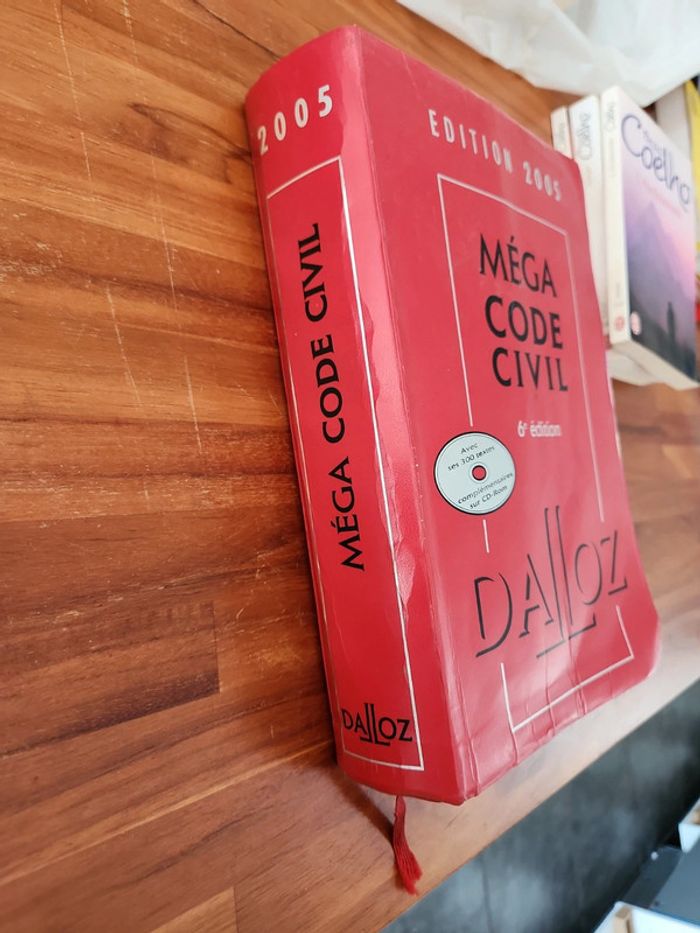 2005
MÉGA CODE CIVIL
DALLOZ
EDITION 2005
MÉGA
CODE
CIVIL
6e édition
Avec
ses 300 textes
complémentaires
sur CD-Rom
DALLOZ
Coelho